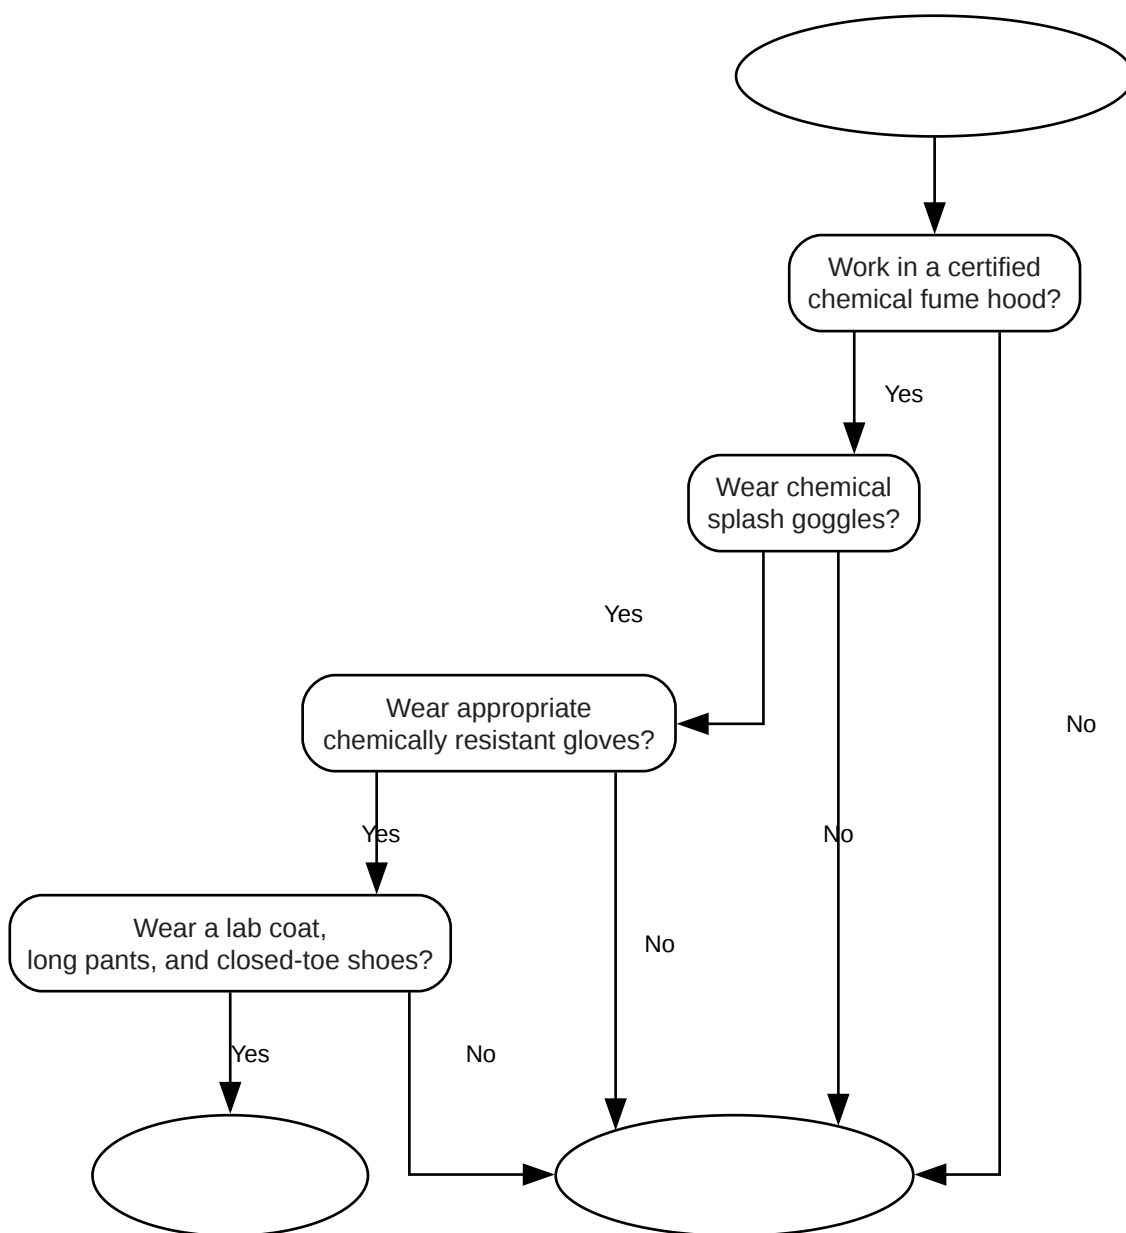 Work in a certified
chemical fume hood?
Yes
Wear chemical
splash goggles?
Yes
Wear appropriate
chemically resistant gloves?
No
Yes
No
Wear a lab coat,
long pants, and closed-toe shoes?
No
Yes
No